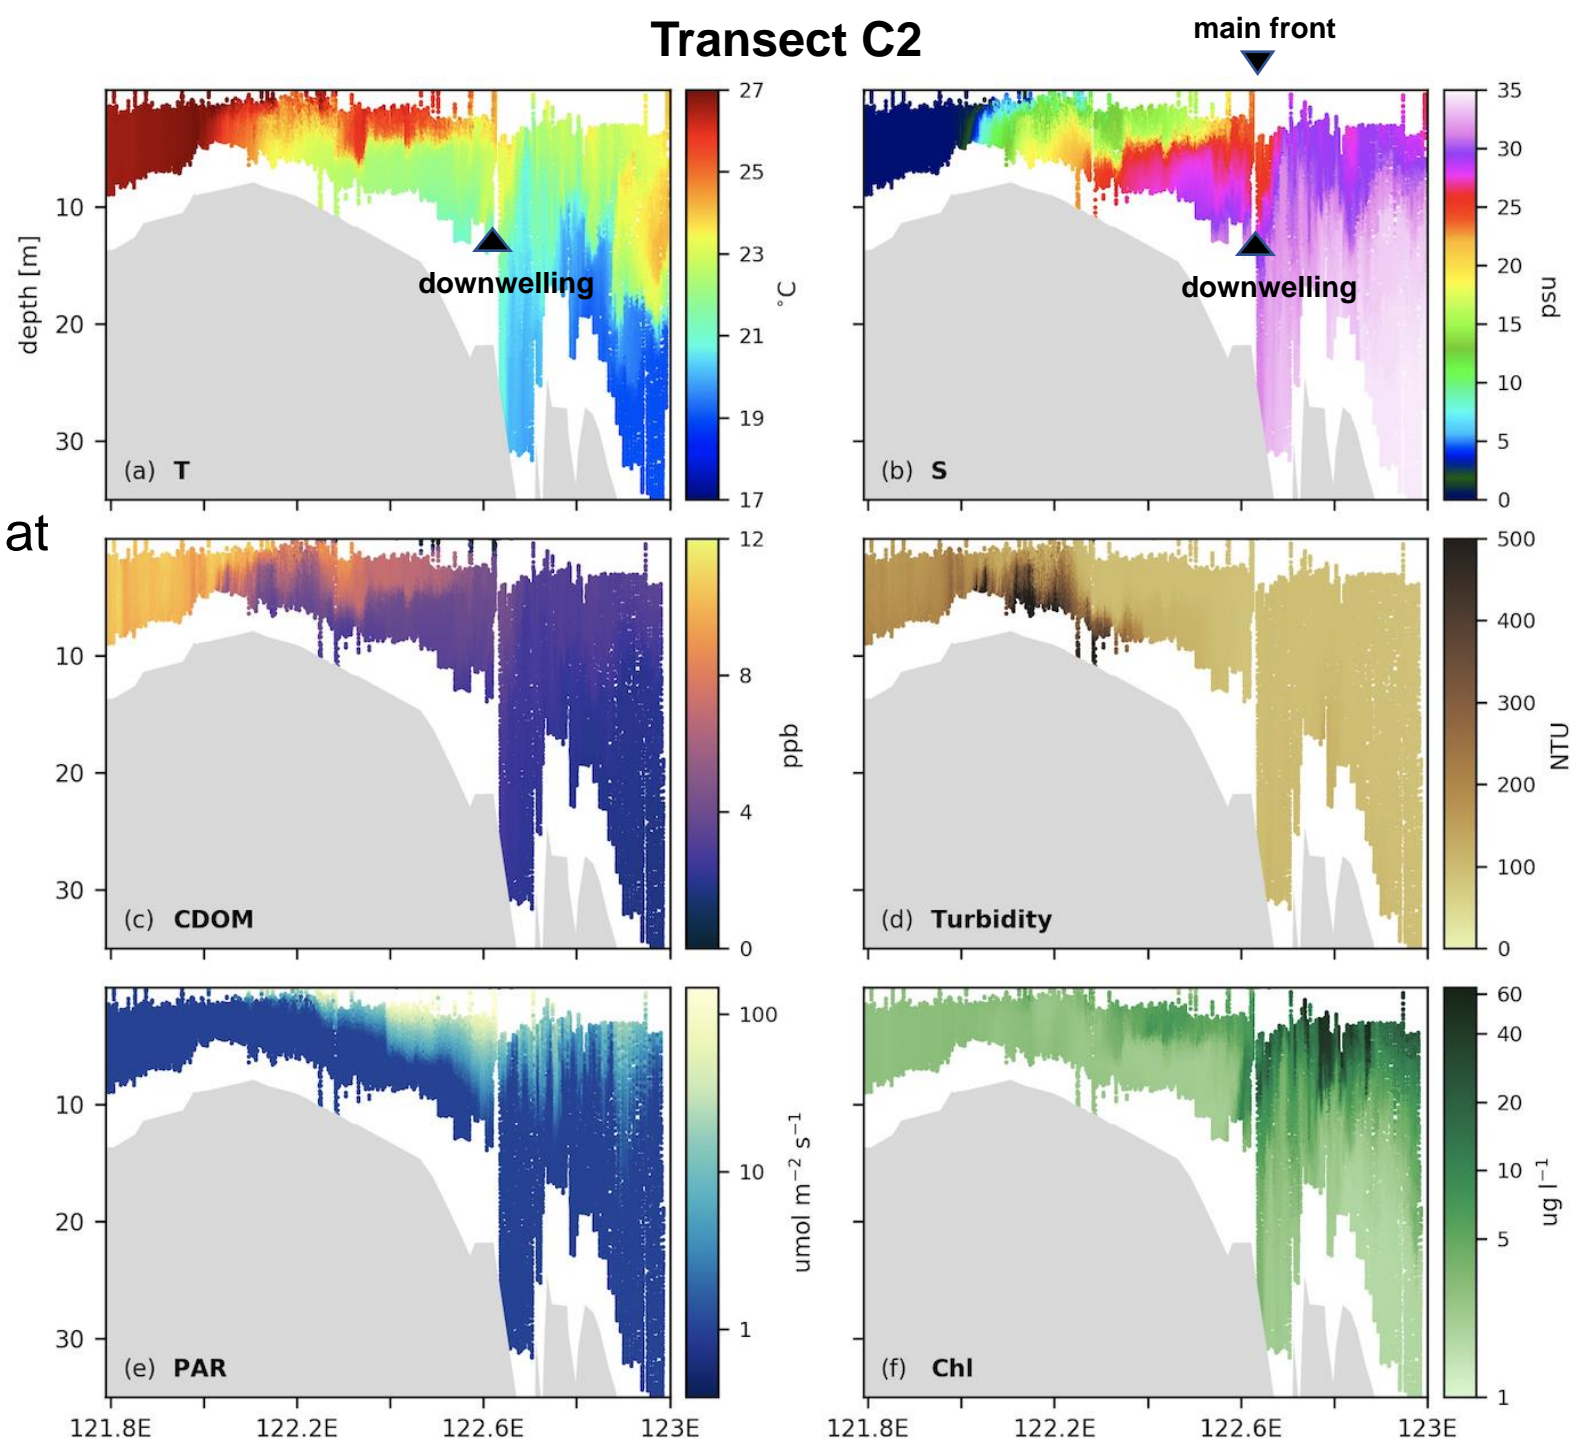 Transect C2
main front
27
25
23
21
19
17
°C
10
20
30
depth [m]
downwelling
(a) T
35
30
25
20
15
10
5
0
psu
downwelling
(b) S
at
12
8
4
0
ppb
10
20
30
(c) CDOM
500
400
300
200
100
0
NTU
(d) Turbidity
100
10
1
umol m⁻² s⁻¹
10
20
30
(e) PAR
121.8E 122.2E 122.6E 123E
60
40
20
10
5
1
ug l⁻¹
(f) Chl
121.8E 122.2E 122.6E 123E